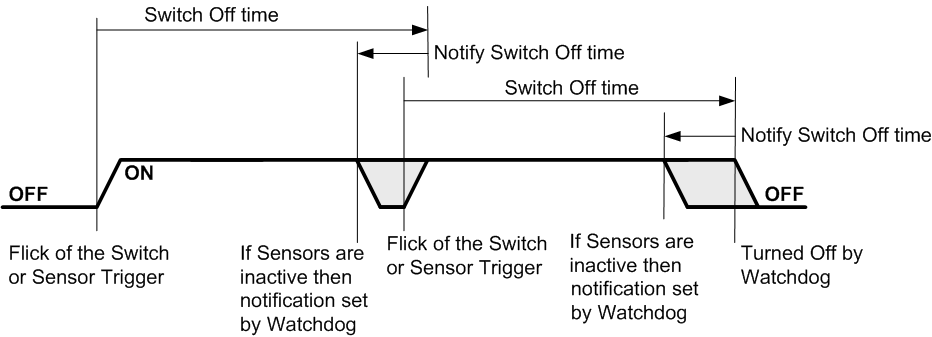 Switch Off time
Notify Switch Off time
Switch Off time
Notify Switch Off time
ON
OFF
OFF
Flick of the Switch
or Sensor Trigger
If Sensors are
inactive then
notification set
by Watchdog
Flick of the Switch
or Sensor Trigger
If Sensors are
inactive then
notification set
by Watchdog
Turned Off by
Watchdog